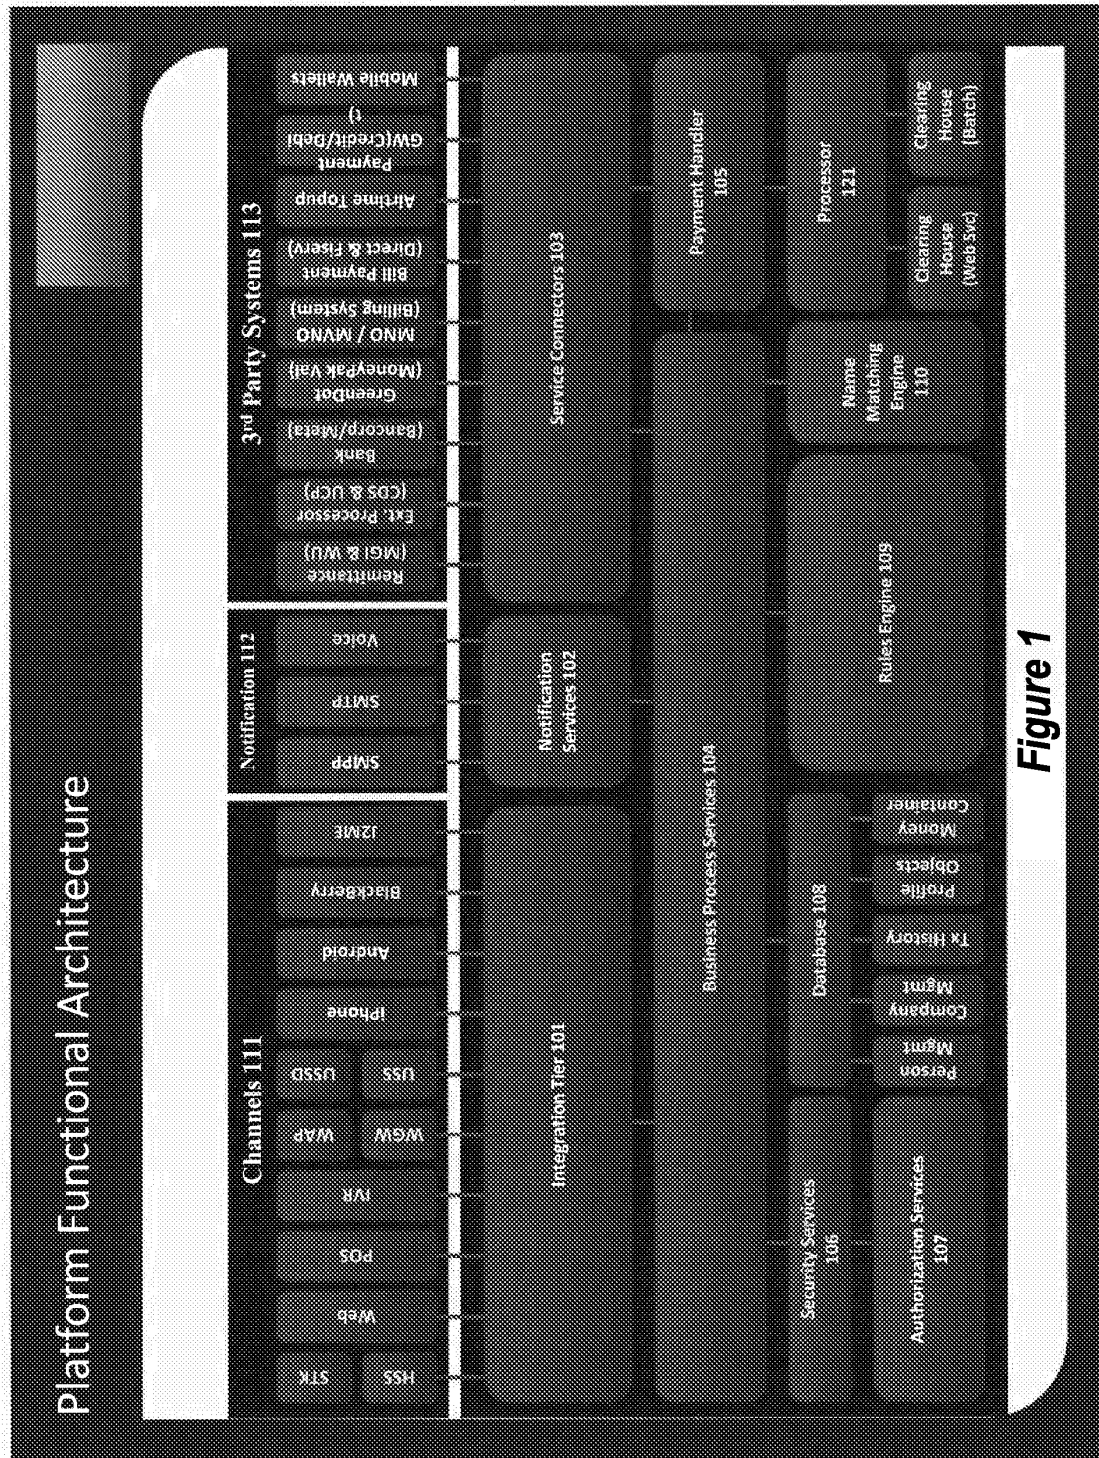 Platform Functional Architecture
Channels 111
Notification 112
3rd Party Systems 113
STK
HSS
Web
POS
IVR
WAP
WGW
USSD
USS
iPhone
Android
BlackBerry
J2ME
SMPP
SMTP
Voice
Remittance
(MGI & WU)
Ext. Processor
(CDS & UCP)
Bank
(Bancorp/Meta)
GreenDot
(MoneyPak Val)
MNO / MVNO
(Billing System)
Bill Payment
(Direct & Fiserv)
Airtime Topup
Payment
GW(Credit/Debi
t)
Mobile Wallets
Integration Tier 101
Notification
Services 102
Service Connectors 103
Business Process Services 104
Payment Handler
105
Security Services
106
Database 108
Rules Engine 109
Name
Matching
Engine
110
Processor
121
Authorization Services
107
Person
Mgmt
Company
Mgmt
Tx History
Profile
Objects
Money
Container
Clearing
House
(Web Svc)
Clearing
House
(Batch)
Figure 1